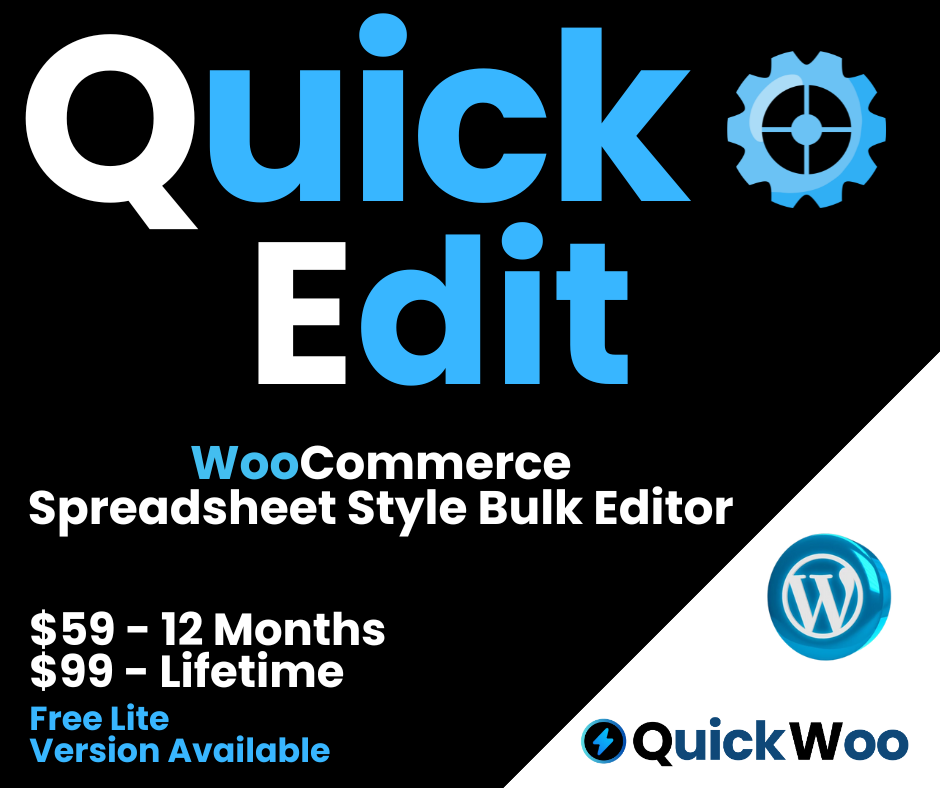 Quick
Edit
WooCommerce
Spreadsheet Style Bulk Editor
$59 - 12 Months
$99 - Lifetime
Free Lite
Version Available
W
QuickWoo